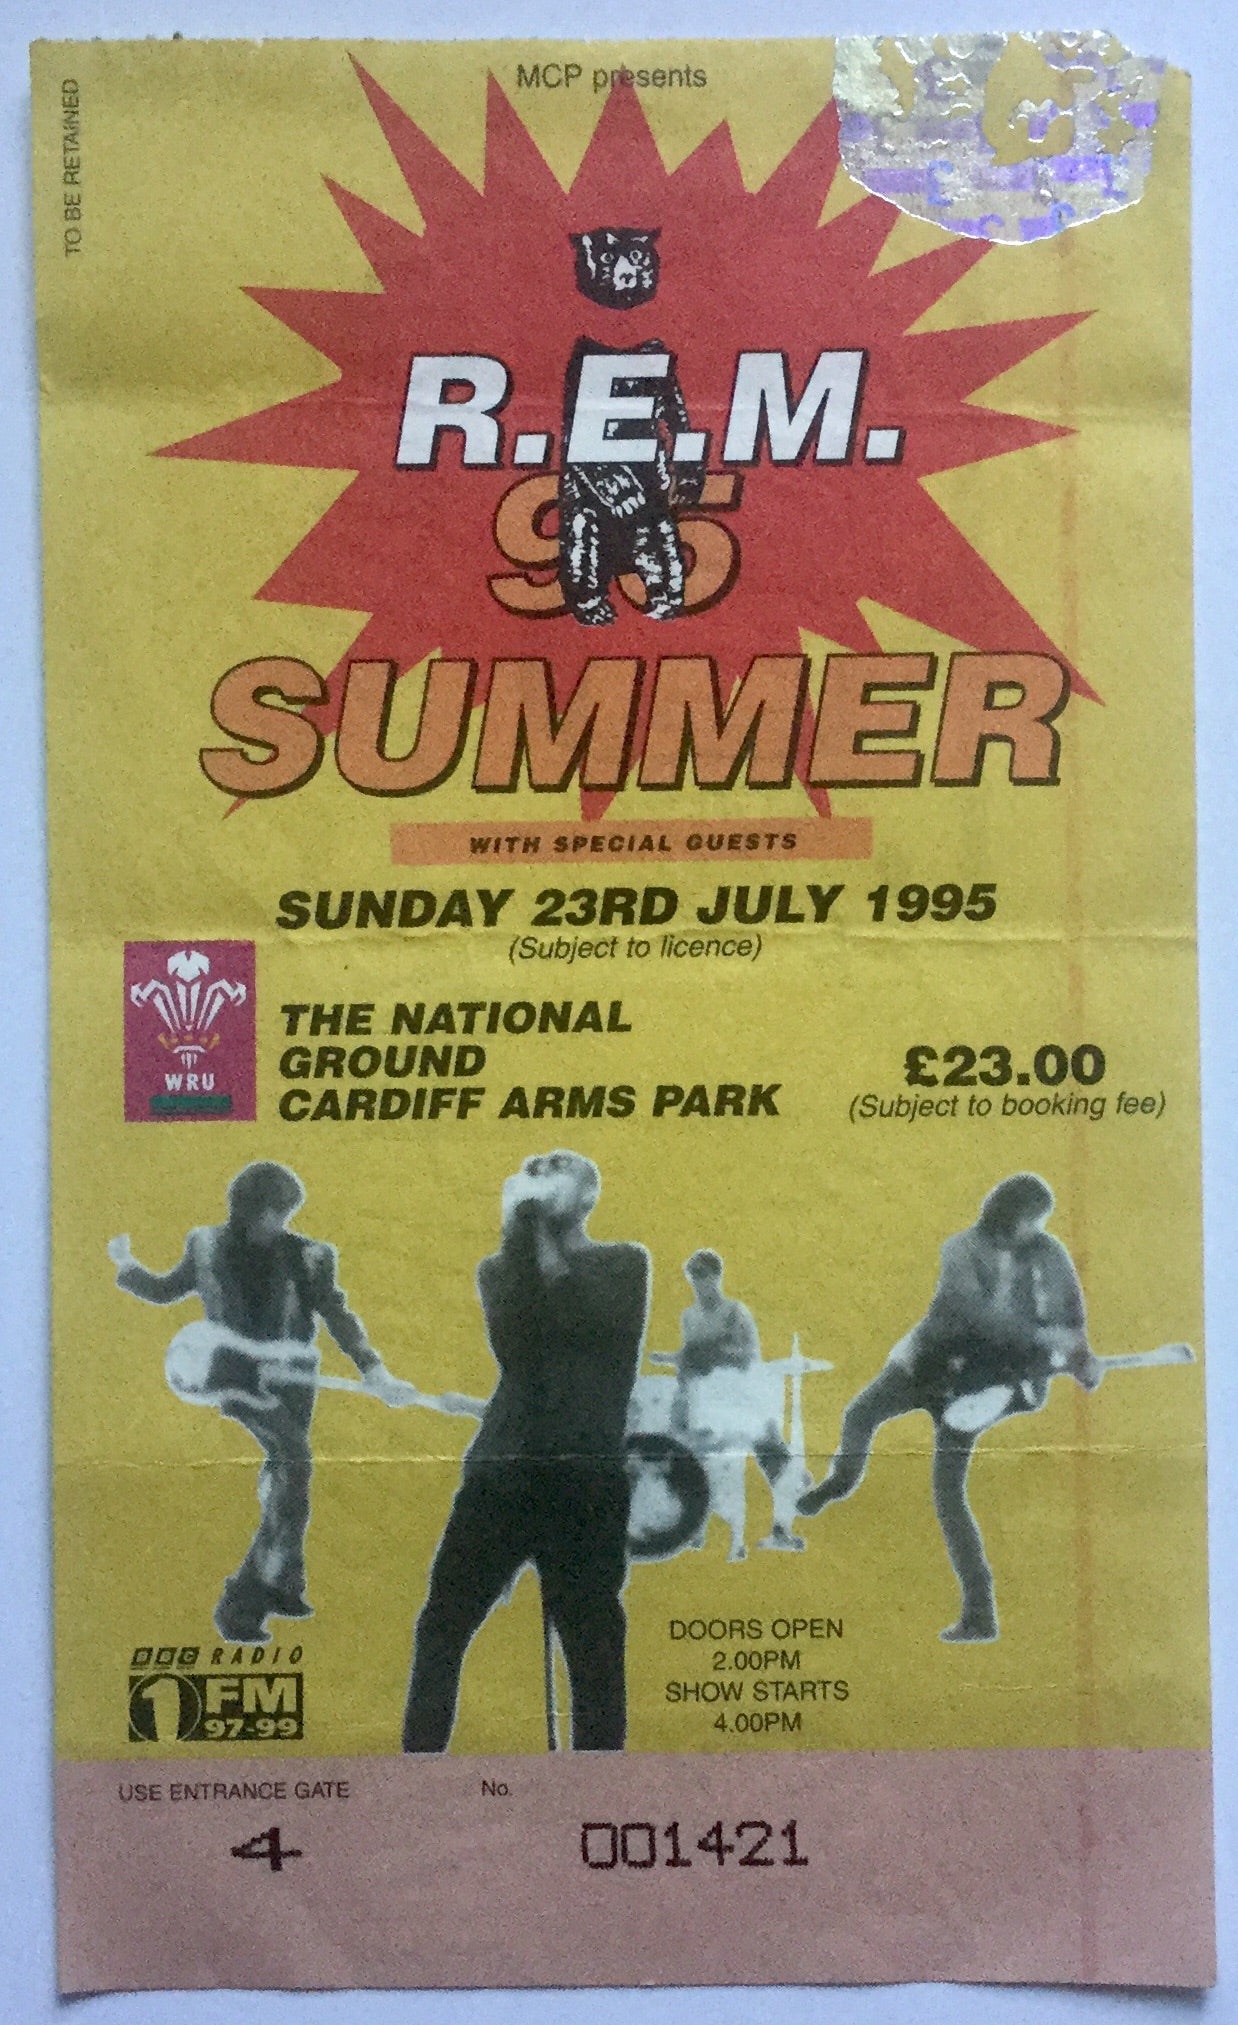 MCP presents
TO BE RETAINED
R.E.M.
95
SUMMER
WITH SPECIAL GUESTS
SUNDAY 23RD JULY 1995
(Subject to licence)
WRU
THE NATIONAL
GROUND
CARDIFF ARMS PARK
£23.00
(Subject to booking fee)
DOORS OPEN
2.00PM
SHOW STARTS
4.00PM
BBC RADIO
1FM
97-99
USE ENTRANCE GATE
4
No.
001421